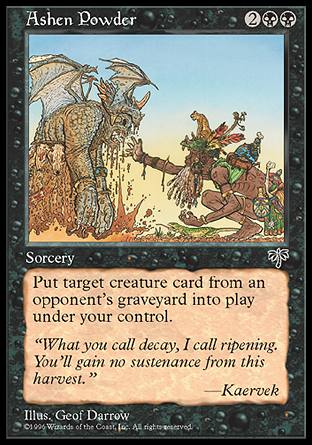 Ashen Powder 2
Sorcery
Put target creature card from an
opponent's graveyard into play
under your control.
"What you call decay, I call ripening.
You'll gain no sustenance from this
harvest."
—Kaervek
Illus. Geof Darrow
©1996 Wizards of the Coast, Inc. All rights reserved.